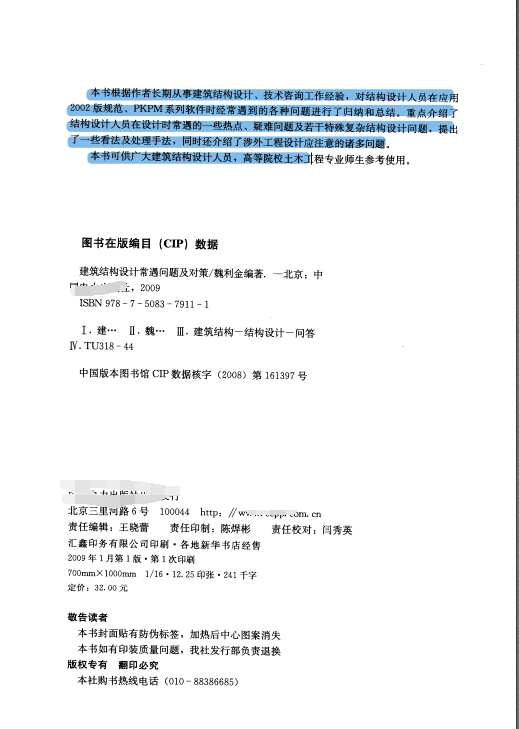 本书根据作者长期从事建筑结构设计、技术咨询工作经验，对结构设计人员在应用
2002版规范、PKPM系列软件时经常遇到的各种问题进行了归纳和总结。重点介绍了
结构设计人员在设计时常遇的一些热点、疑难问题及若干特殊复杂结构设计问题，提出
了一些看法及处理手法，同时还介绍了涉外工程设计应注意的诸多问题。
本书可供广大建筑结构设计人员，高等院校土木工程专业师生参考使用。
图书在版编目（CIP）数据
建筑结构设计常遇问题及对策/魏利金编著．—北京：中
，2009
ISBN 978-7-5083-7911-1
Ⅰ．建… Ⅱ．魏… Ⅲ．建筑结构-结构设计-问答
Ⅳ．TU318-44
中国版本图书馆CIP数据核字（2008）第161397号
北京三里河路6号 100044 http://
责任编辑：王晓蕾 责任印制：陈焊彬 责任校对：闫秀英
汇鑫印务有限公司印刷·各地新华书店经售
2009年1月第1版·第1次印刷
700mm×1000mm 1/16·12.25印张·241千字
定价：32.00元
敬告读者
本书封面贴有防伪标签，加热后中心图案消失
本书如有印装质量问题，我社发行部负责退换
版权专有 翻印必究
本社购书热线电话（010-88386685）